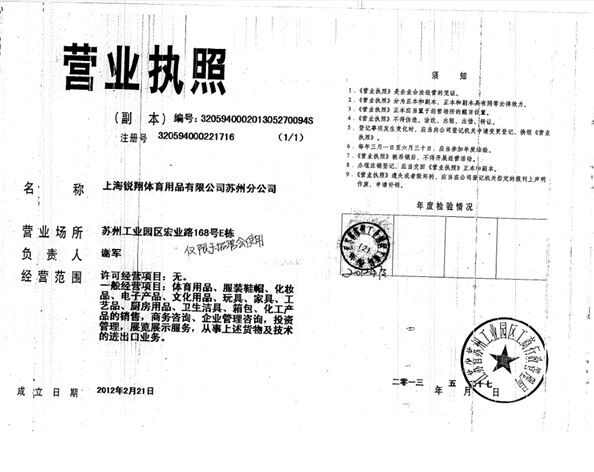 营业执照
(副 本) 编号: 320594000201305270094S
注册号 320594000221716 (1/1)
名 称 上海锐翔体育用品有限公司苏州分公司
营业场所 苏州工业园区宏业路168号E栋
仅限于招聘会使用
负 责 人 谢军
经营范围 许可经营项目:无。
一般经营项目:体育用品、服装鞋帽、化妆
品、电子产品、文化用品、玩具、家具、工
艺品、厨房用品、卫生洁具、箱包、化工产
品的销售,商务咨询、企业管理咨询,投资
管理,展览展示服务,从事上述货物及技术
的进出口业务。
成立日期 2012年2月21日
须 知
1.《营业执照》是企业合法经营的凭证。
2.《营业执照》分为正本和副本,正本和副本具有同等法律效力。
3.《营业执照》正本应当置于经营场所的醒目位置。
4.《营业执照》不得伪造、涂改、出租、出借、转让。
5. 登记事项发生变化时,应当向公司登记机关申请变更登记,换领《营业
执照》。
6. 每年三月一日至六月三十日,应当参加年度检验。
7.《营业执照》被吊销后,不得开展经营活动。
8. 办理注销登记,应当交回《营业执照》正本和副本。
9.《营业执照》遗失或者毁坏的,应当在公司登记机关指定的报刊上声明
作废,申请补领。
年度检验情况
二零一三 年 五 月 二十七 日